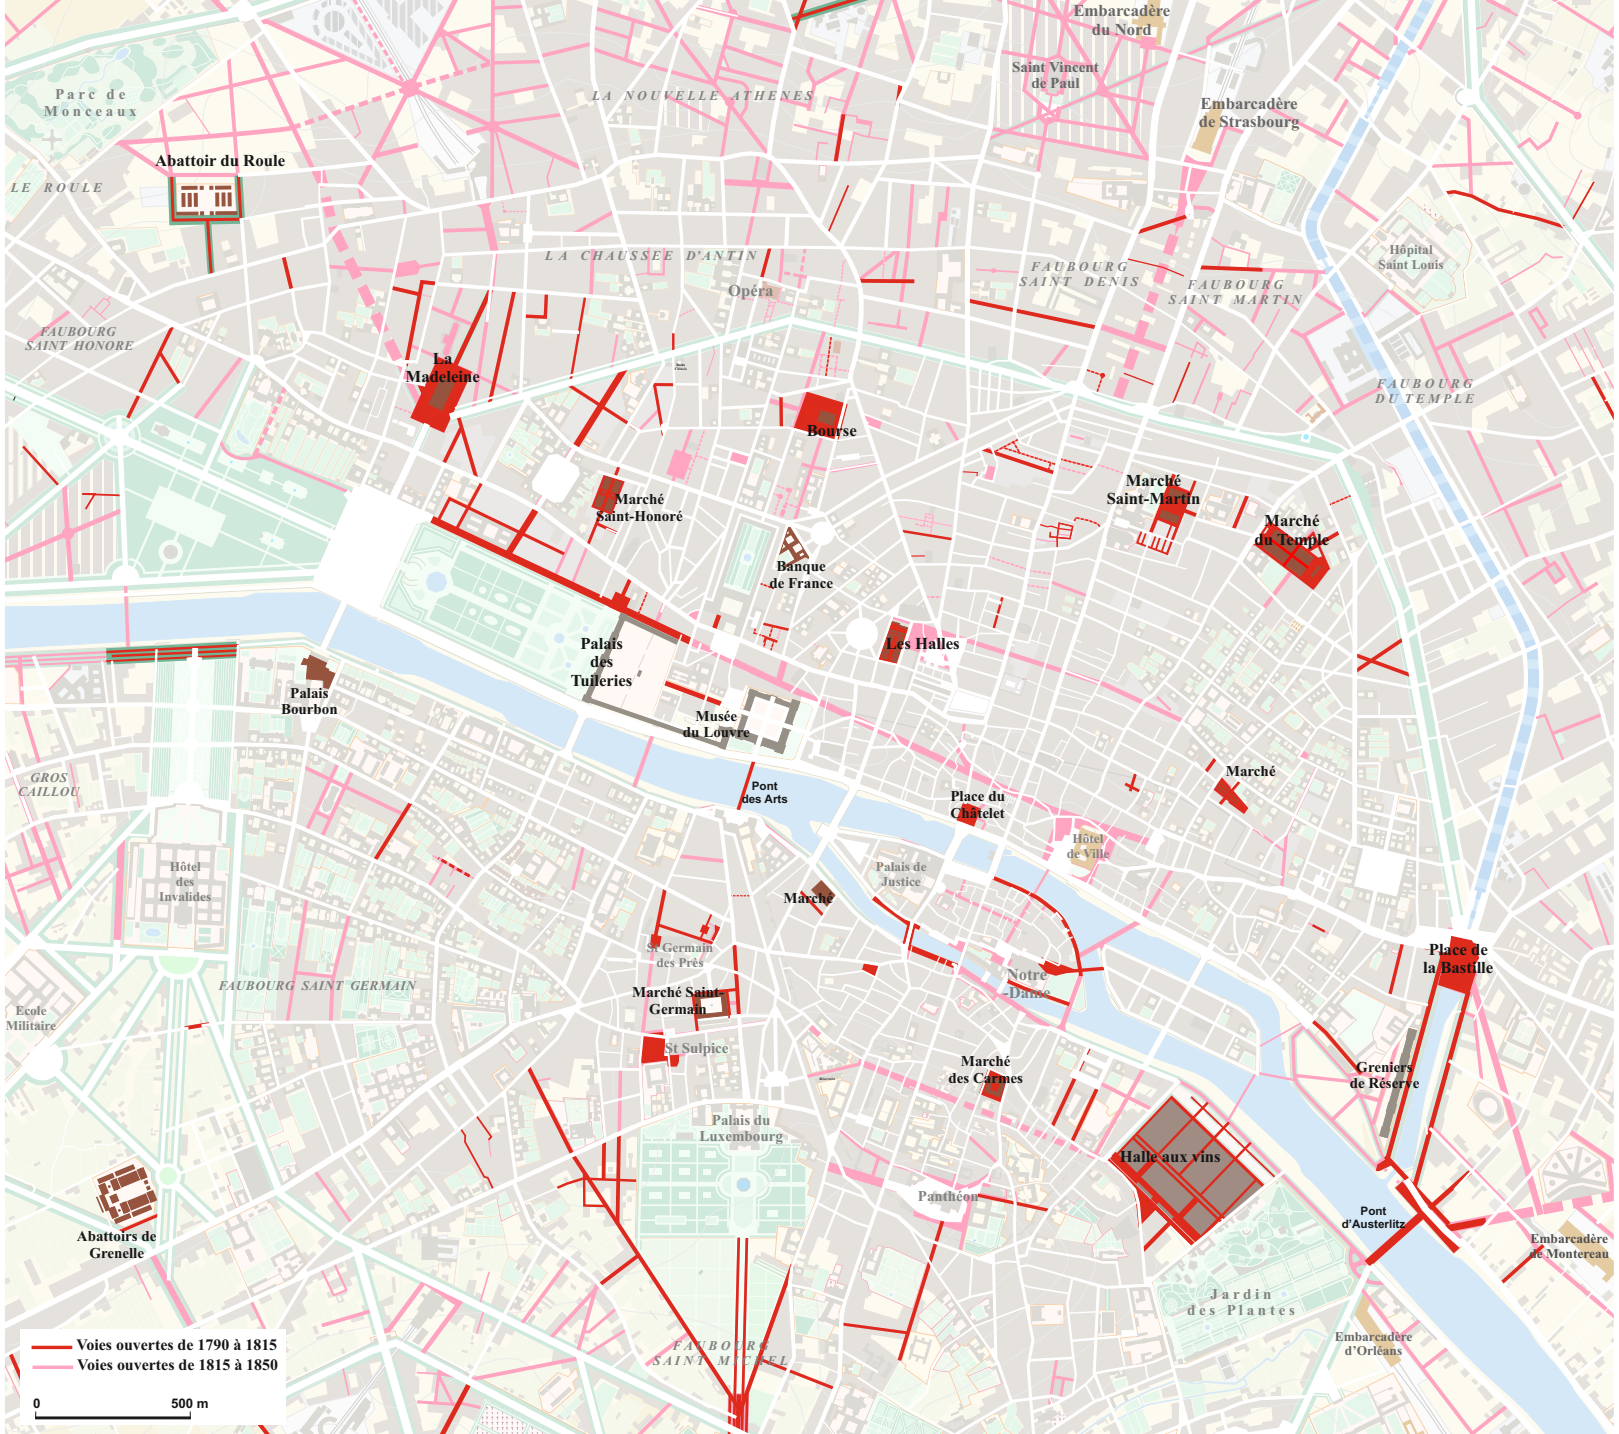 Embarcadère
du Nord
Saint Vincent
de Paul
LA NOUVELLE ATHENES
Parc de
Monceaux
Embarcadère
de Strasbourg
Abattoir du Roule
LE ROULE
LA CHAUSSEE D'ANTIN
Opéra
FAUBOURG
SAINT DENIS
FAUBOURG
SAINT MARTIN
Hôpital
Saint Louis
FAUBOURG
SAINT HONORE
La
Madeleine
FAUBOURG
DU TEMPLE
Bourse
Marché
Saint-Honoré
Marché
Saint-Martin
Marché
du Temple
Banque
de France
Palais
des
Tuileries
Les Halles
Palais
Bourbon
Musée
du Louvre
GROS
CAILLOU
Pont
des Arts
Place du
Châtelet
Marché
Hôtel
de Ville
Hôtel
des
Invalides
Palais de
Justice
Marché
St Germain
des Près
Place de
la Bastille
FAUBOURG SAINT GERMAIN
Notre
-Dame
Marché Saint-
Germain
Ecole
Militaire
St Sulpice
Marché
des Carmes
Greniers
de Réserve
Palais du
Luxembourg
Halle aux vins
Panthéon
Pont
d'Austerlitz
Abattoirs de
Grenelle
Embarcadère
de Montereau
Jardin
des Plantes
Embarcadère
d'Orléans
FAUBOURG
SAINT MICHEL
Voies ouvertes de 1790 à 1815
Voies ouvertes de 1815 à 1850
0 500 m